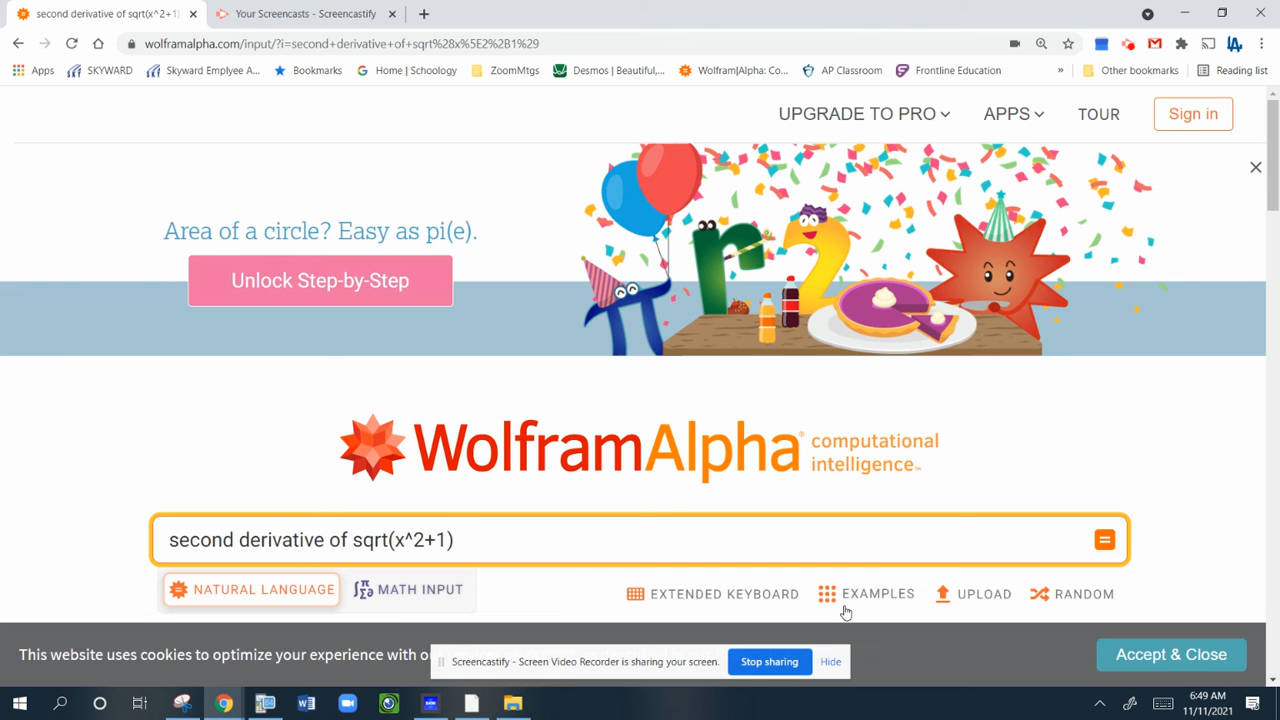 second derivative of sqrt(x^2+1) Your Screencasts - Screencastify
wolframalpha.com/input/?i=second+derivative+of+sqrt%28x%5E2%2B1%29
Apps SKYWARD Skyward Emplyee A... Bookmarks Home | Schoology ZoomMtgs Desmos | Beautiful,... Wolfram|Alpha: Co... AP Classroom Frontline Education » Other bookmarks Reading list
UPGRADE TO PRO APPS TOUR Sign in
Area of a circle? Easy as pi(e).
Unlock Step-by-Step
π r 2
WolframAlpha computational intelligence™
second derivative of sqrt(x^2+1) =
NATURAL LANGUAGE MATH INPUT EXTENDED KEYBOARD EXAMPLES UPLOAD RANDOM
This website uses cookies to optimize your experience with o
Screencastify - Screen Video Recorder is sharing your screen. Stop sharing Hide
Accept & Close
6:49 AM
11/11/2021